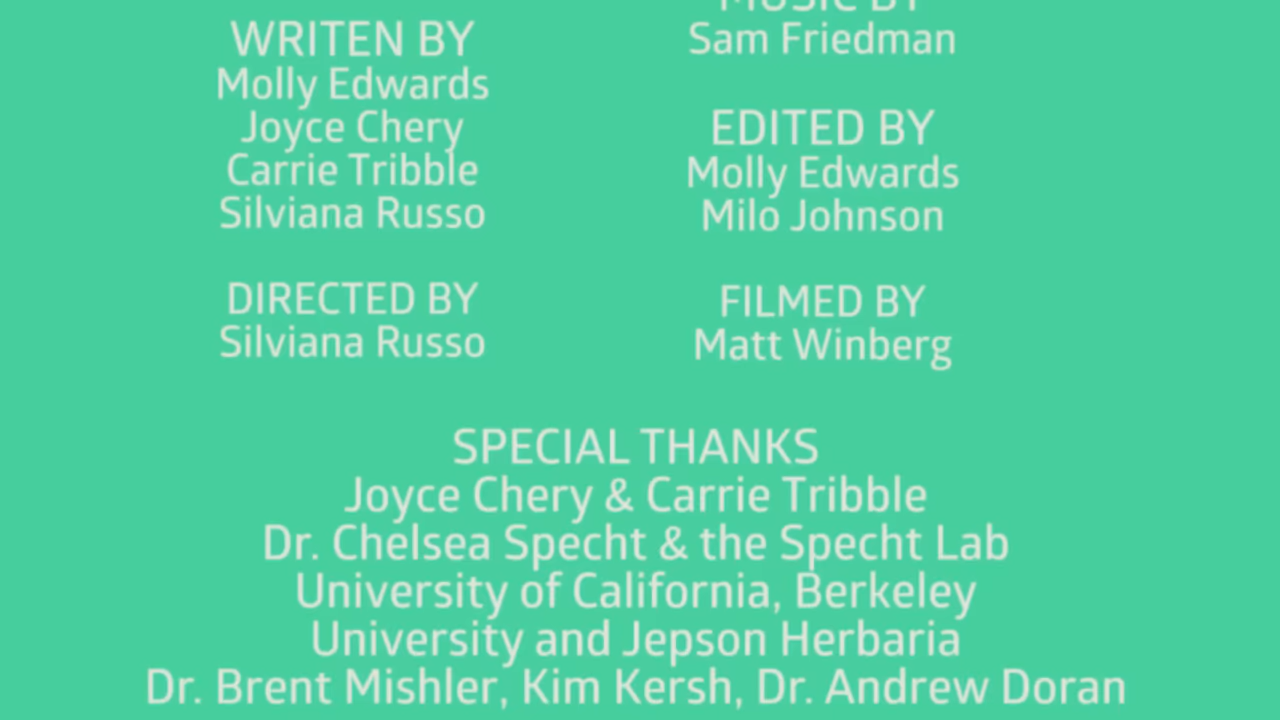 WRITEN BY
Molly Edwards
Joyce Chery
Carrie Tribble
Silviana Russo
DIRECTED BY
Silviana Russo
MUSIC BY
Sam Friedman
EDITED BY
Molly Edwards
Milo Johnson
FILMED BY
Matt Winberg
SPECIAL THANKS
Joyce Chery & Carrie Tribble
Dr. Chelsea Specht & the Specht Lab
University of California, Berkeley
University and Jepson Herbaria
Dr. Brent Mishler, Kim Kersh, Dr. Andrew Doran